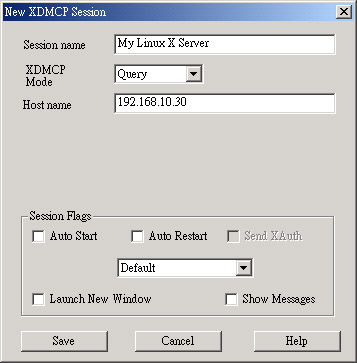 New XDMCP Session
Session name My Linux X Server
XDMCP
Mode Query
Host name 192.168.10.30
Session Flags
Auto Start Auto Restart Send XAuth
Default
Launch New Window Show Messages
Save Cancel Help